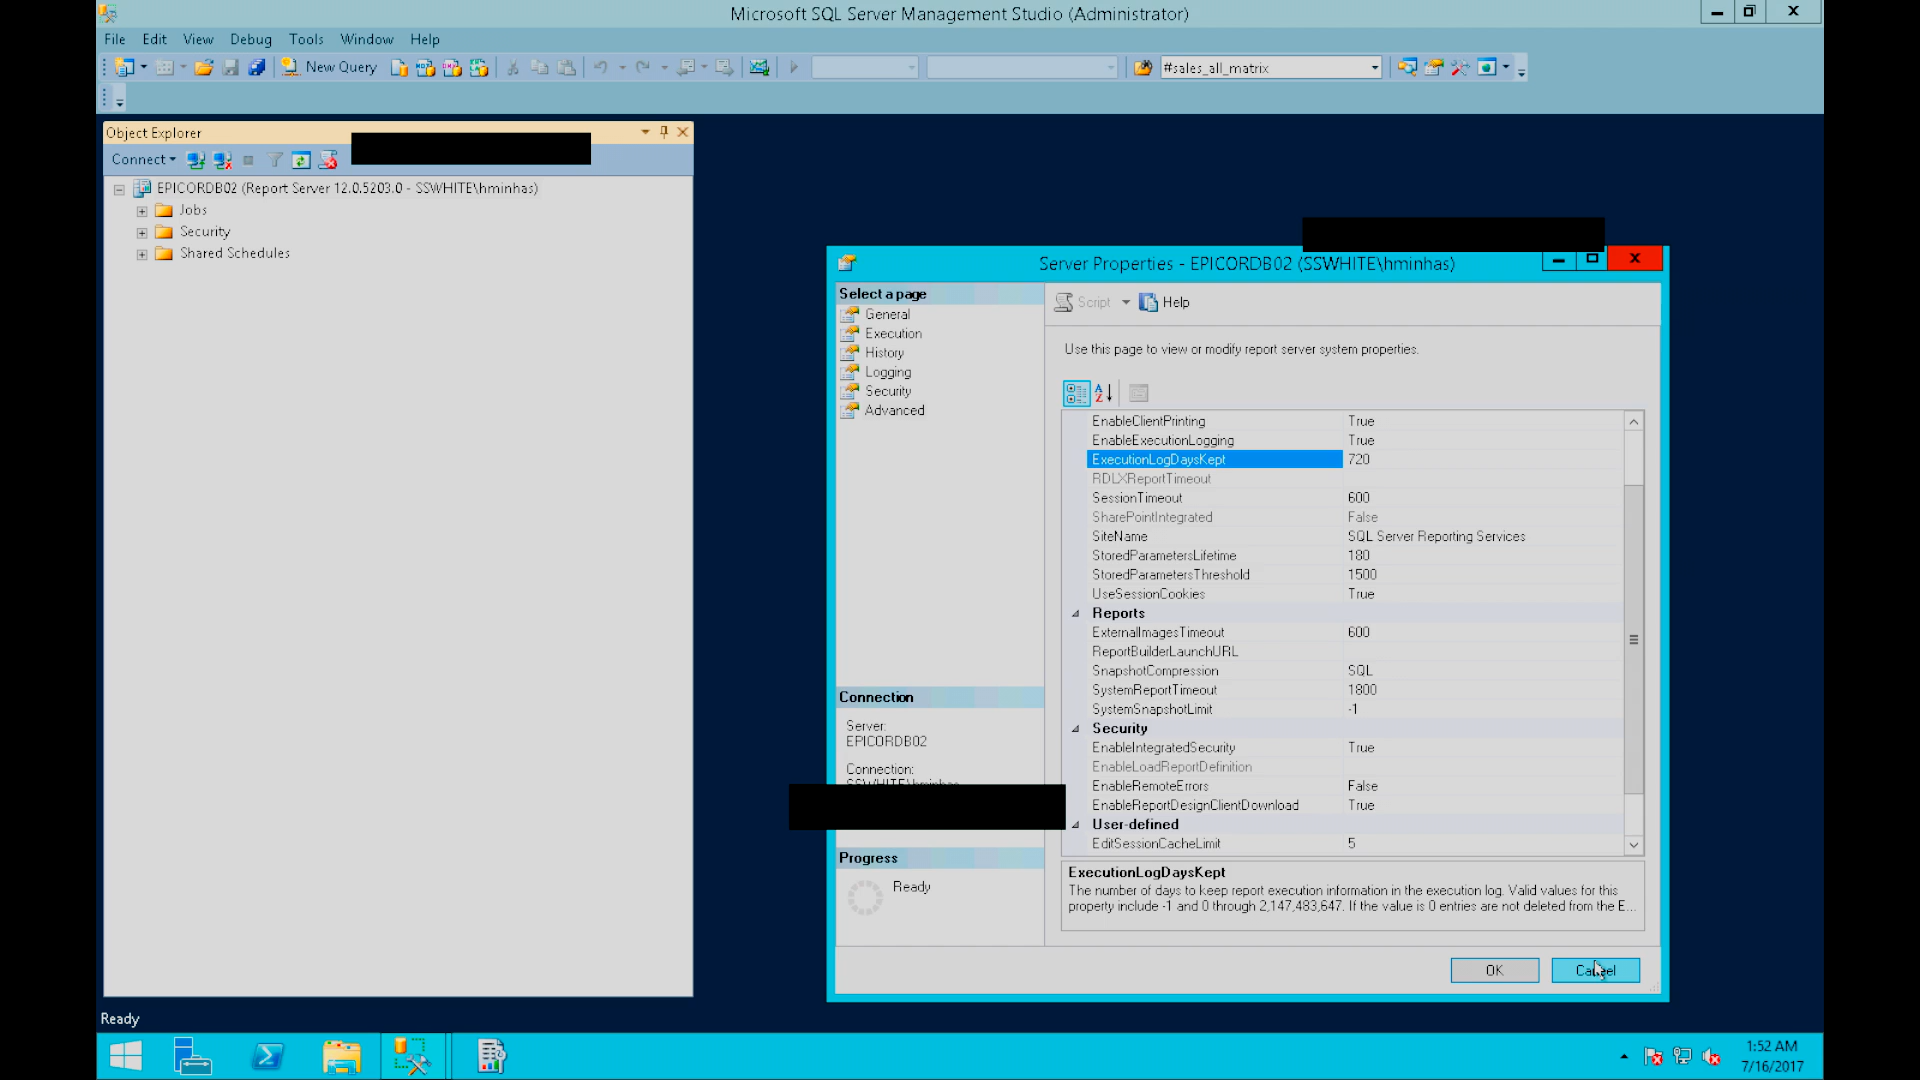 Microsoft SQL Server Management Studio (Administrator)
File Edit View Debug Tools Window Help
New Query
#sales_all_matrix
Object Explorer
Connect
EPICORDB02 (Report Server 12.0.5203.0 - SSWHITE\hminhas)
Jobs
Security
Shared Schedules
Server Properties - EPICORDB02 (SSWHITE\hminhas)
Select a page
General
Execution
History
Logging
Security
Advanced
Connection
Server:
EPICORDB02
Connection:
SSWHITE\hminhas
Progress
Ready
Script Help
Use this page to view or modify report server system properties.
EnableClientPrinting True
EnableExecutionLogging True
ExecutionLogDaysKept 720
RDLXReportTimeout
SessionTimeout 600
SharePointIntegrated False
SiteName SQL Server Reporting Services
StoredParametersLifetime 180
StoredParametersThreshold 1500
UseSessionCookies True
Reports
ExternalImagesTimeout 600
ReportBuilderLaunchURL
SnapshotCompression SQL
SystemReportTimeout 1800
SystemSnapshotLimit -1
Security
EnableIntegratedSecurity True
EnableLoadReportDefinition
EnableRemoteErrors False
EnableReportDesignClientDownload True
User-defined
EditSessionCacheLimit 5
ExecutionLogDaysKept
The number of days to keep report execution information in the execution log. Valid values for this
property include -1 and 0 through 2,147,483,647. If the value is 0 entries are not deleted from the E...
OK Cancel
Ready
1:52 AM
7/16/2017